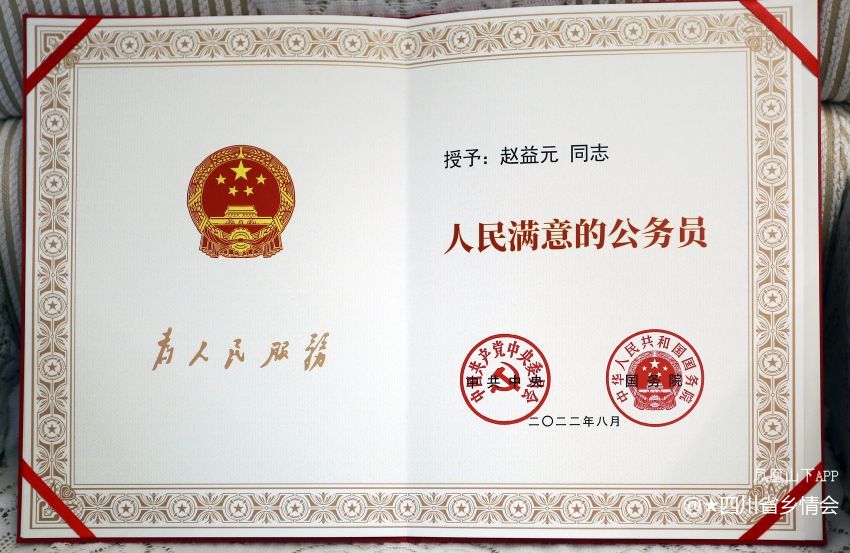 为人民服务
授予：赵益元 同志
人民满意的公务员
中国共产党中央委员会
中共中央
中华人民共和国国务院
国务院
二〇二二年八月
凤凰山下APP
@★四川省乡情会